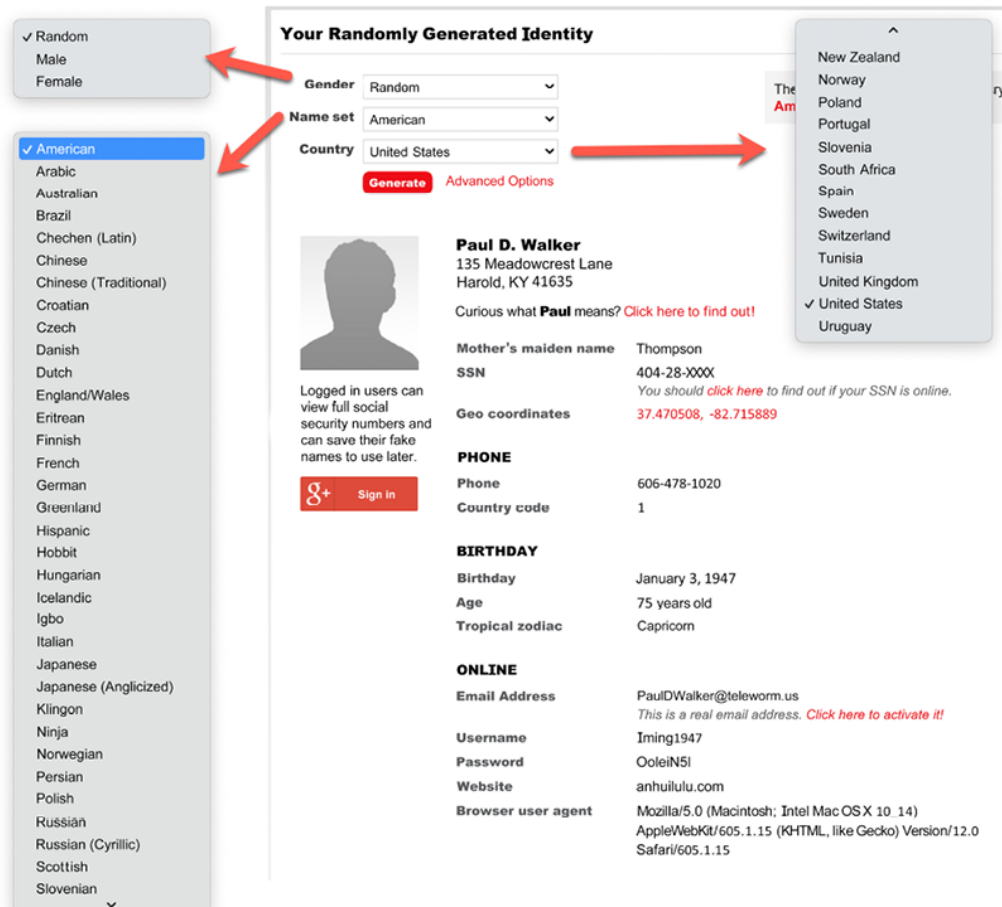 ✓ Random
Male
Female
✓ American
Arabic
Australian
Brazil
Chechen (Latin)
Chinese
Chinese (Traditional)
Croatian
Czech
Danish
Dutch
England/Wales
Eritrean
Finnish
French
German
Greenland
Hispanic
Hobbit
Hungarian
Icelandic
Igbo
Italian
Japanese
Japanese (Anglicized)
Klingon
Ninja
Norwegian
Persian
Polish
Russian
Russian (Cyrillic)
Scottish
Slovenian
Your Randomly Generated Identity
Gender Random
Name set American
Country United States
Generate Advanced Options
The
Am
New Zealand
Norway
Poland
Portugal
Slovenia
South Africa
Spain
Sweden
Switzerland
Tunisia
United Kingdom
✓ United States
Uruguay
Logged in users can
view full social
security numbers and
can save their fake
names to use later.
g+ Sign in
Paul D. Walker
135 Meadowcrest Lane
Harold, KY 41635
Curious what Paul means? Click here to find out!
Mother's maiden name Thompson
SSN 404-28-XXXX
You should click here to find out if your SSN is online.
Geo coordinates 37.470508, -82.715889
PHONE
Phone 606-478-1020
Country code 1
BIRTHDAY
Birthday January 3, 1947
Age 75 years old
Tropical zodiac Capricorn
ONLINE
Email Address PaulDWalker@teleworm.us
This is a real email address. Click here to activate it!
Username Iming1947
Password OoleiN5l
Website anhuilulu.com
Browser user agent Mozilla/5.0 (Macintosh; Intel Mac OS X 10_14)
AppleWebKit/605.1.15 (KHTML, like Gecko) Version/12.0
Safari/605.1.15